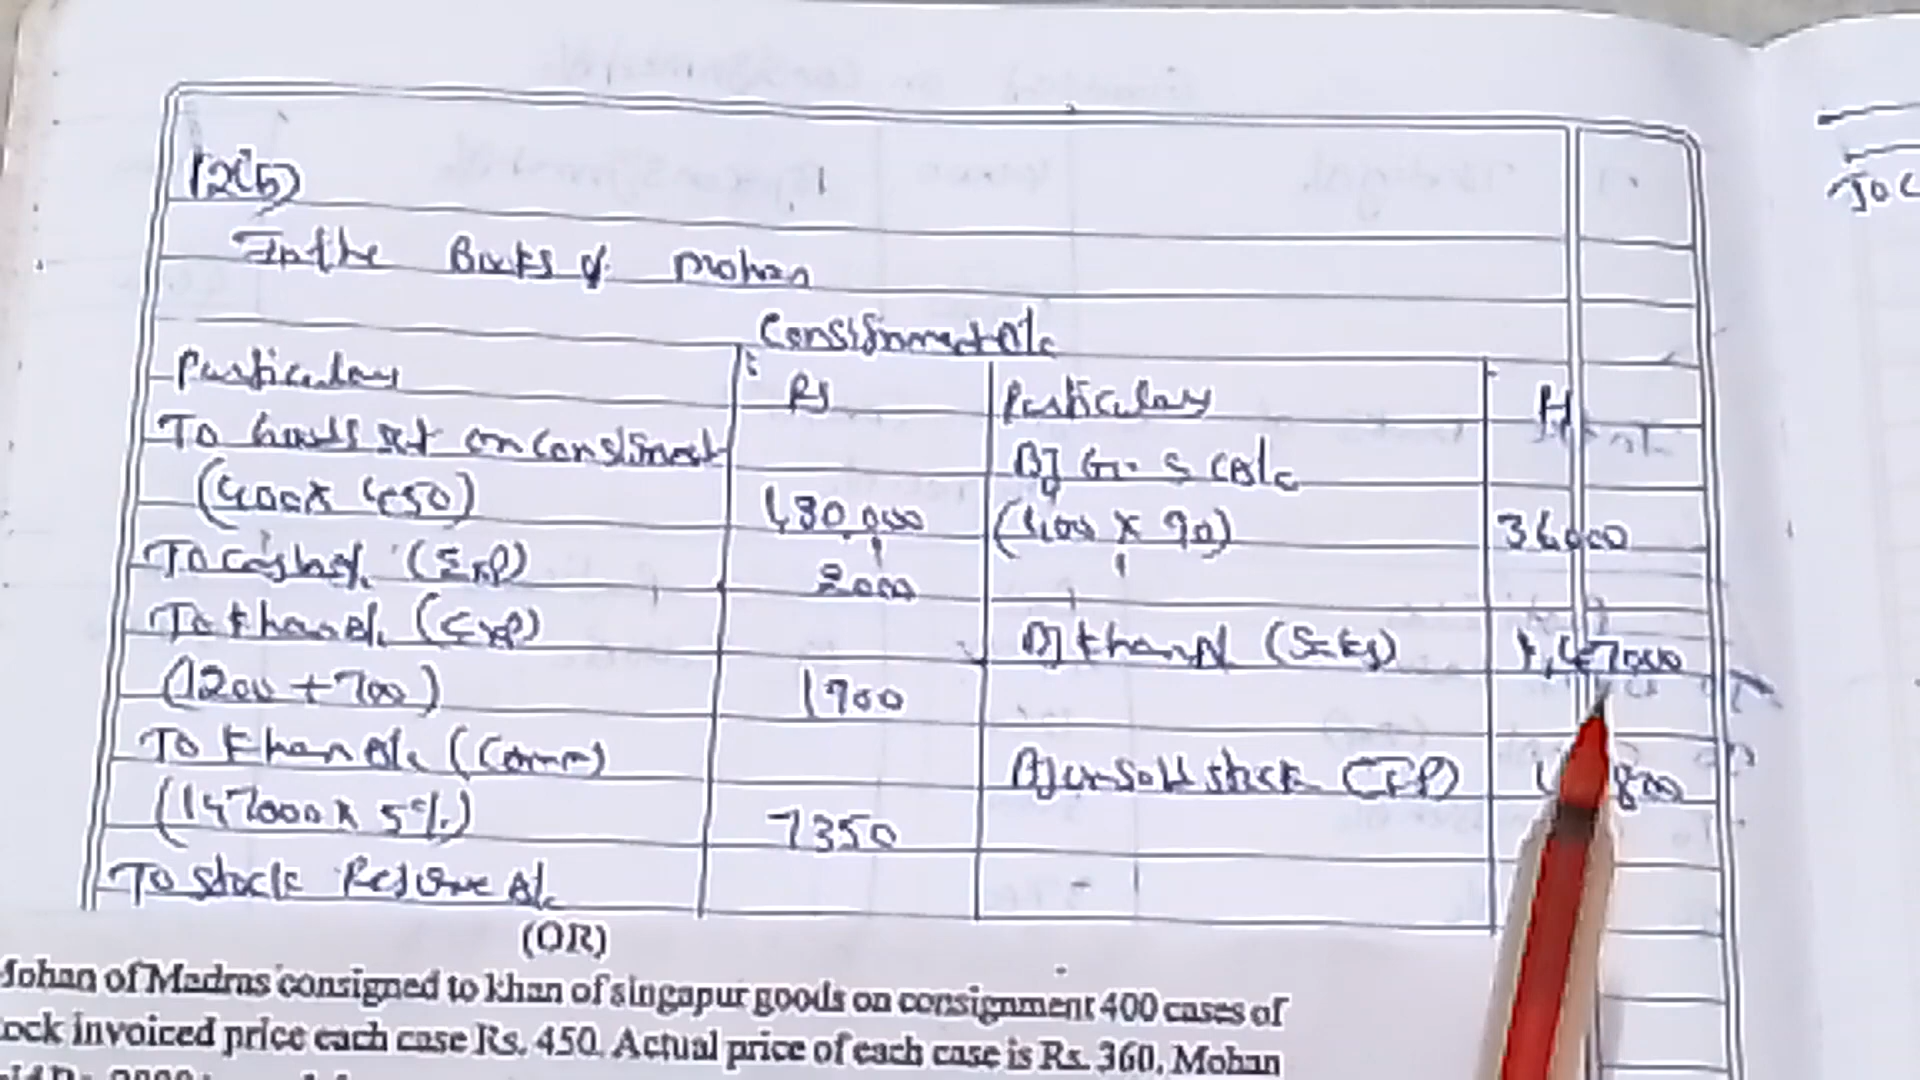 12(b)
In the Books of Mohan
Consignment A/c
Particulars Rs Particulars
To Goods sent on Consignment By G.S.C A/c
(400 x 450) 1,80,000 (400 x 90) 36000
To Cash A/c (Exp) 2000
To Khan A/c (Exp) By Khan A/c (Sales) 1,47000
(1200 + 700) 1900
To Khan A/c (Comm) By unsold stock (IP) 800
(147000 x 5%) 7350
To Stock Reserve A/c
(OR)
Mohan of Madras consigned to khan of singapur goods on consignment 400 cases of
ock invoiced price each case Rs. 450. Actual price of each case is Rs. 360, Mohan